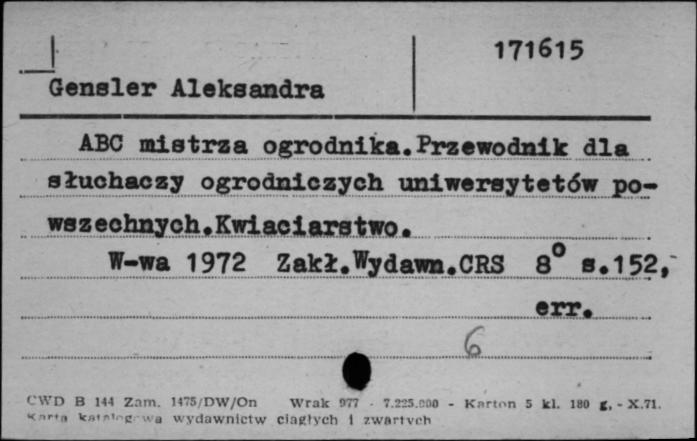 171615
Gensler Aleksandra
ABC mistrza ogrodnika.Przewodnik dla
słuchaczy ogrodniczych uniwersytetów po-
wszechnych.Kwiaciarstwo.
W-wa 1972 Zakł.Wydawn.CRS 8° s.152,
err.
6
CWD B 144 Zam. 1475/DW/On Wrak 977 - 7.225.000 - Karton 5 kl. 180 g, - X.71.
Karta katalogowa wydawnictw ciągłych i zwartych